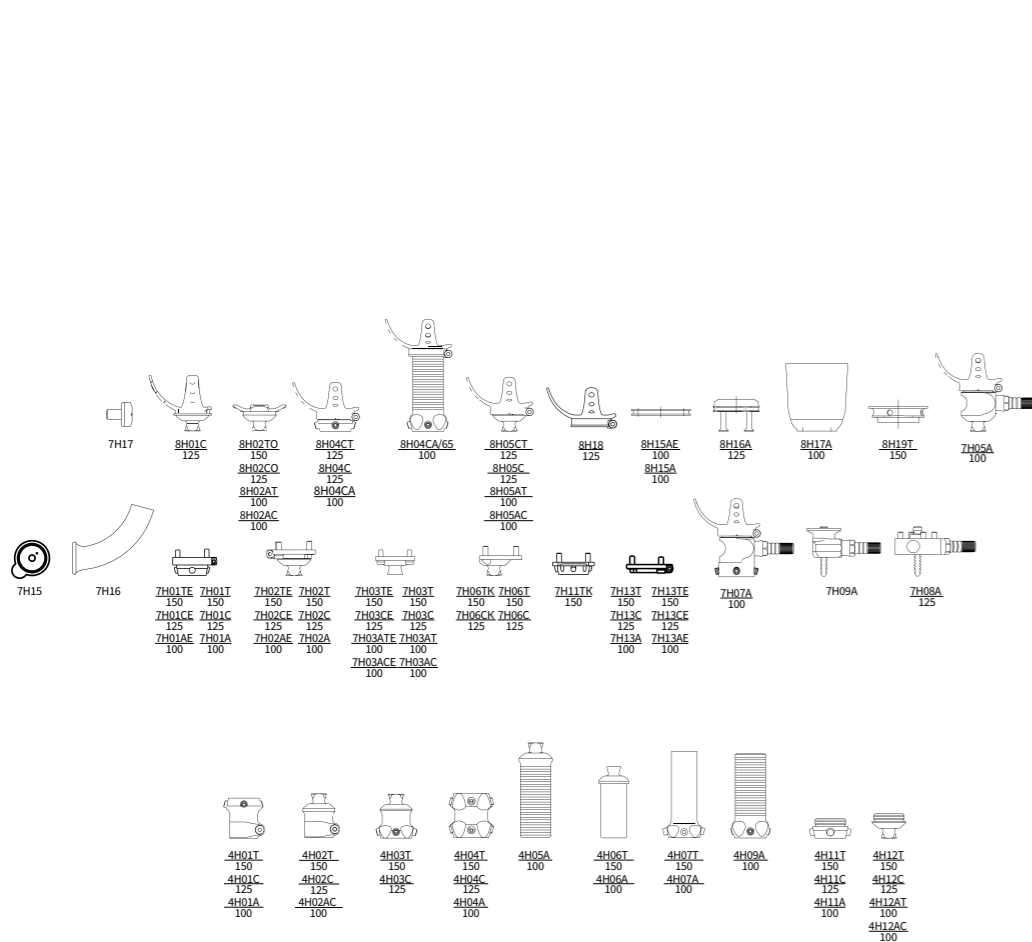 7H17 8H01C 8H02TO 8H04CT 8H04CA/65 8H05CT 8H18 8H15AE 8H16A 8H17A 8H19T 7H05A
125 150 125 100 125 125 100 125 100 150 100
8H02CO 8H04C 8H05C 8H15A
125 125 125 100
8H02AT 8H04CA 8H05AT
100 100 100
8H02AC 8H05AC
100 100
7H15 7H16 7H01TE 7H01T 7H02TE 7H02T 7H03TE 7H03T 7H06TK 7H06T 7H11TK 7H13T 7H13TE 7H07A 7H09A 7H08A
150 150 150 150 150 150 150 150 150 150 150 100 125
7H01CE 7H01C 7H02CE 7H02C 7H03CE 7H03C 7H06CK 7H06C 7H13C 7H13CE
125 125 125 125 125 125 125 125 125 125
7H01AE 7H01A 7H02AE 7H02A 7H03ATE 7H03AT 7H13A 7H13AE
100 100 100 100 100 100 100 100
7H03ACE 7H03AC
100 100
4H01T 4H02T 4H03T 4H04T 4H05A 4H06T 4H07T 4H09A 4H11T 4H12T
150 150 150 150 100 150 150 100 150 150
4H01C 4H02C 4H03C 4H04C 4H06A 4H07A 4H11C 4H12C
125 125 125 125 100 100 125 125
4H01A 4H02AC 4H04A 4H11A 4H12AT
100 100 100 100 100
4H12AC
100